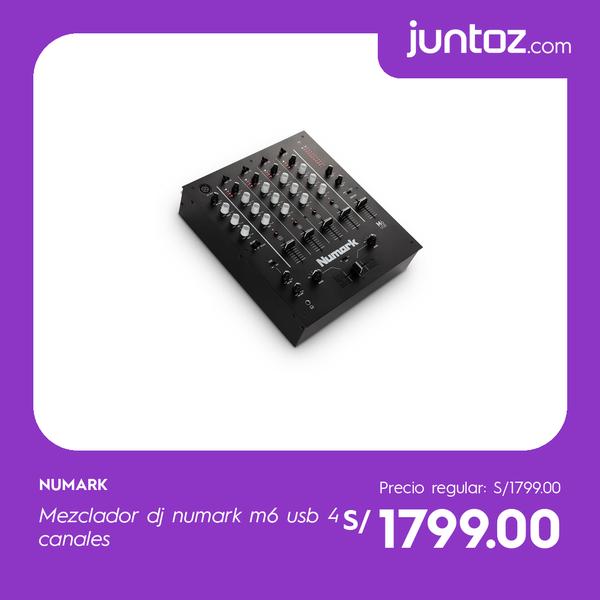 juntoz.com
Numark
NUMARK
Precio regular: S/1799.00
Mezclador dj numark m6 usb 4
canales
S/ 1799.00